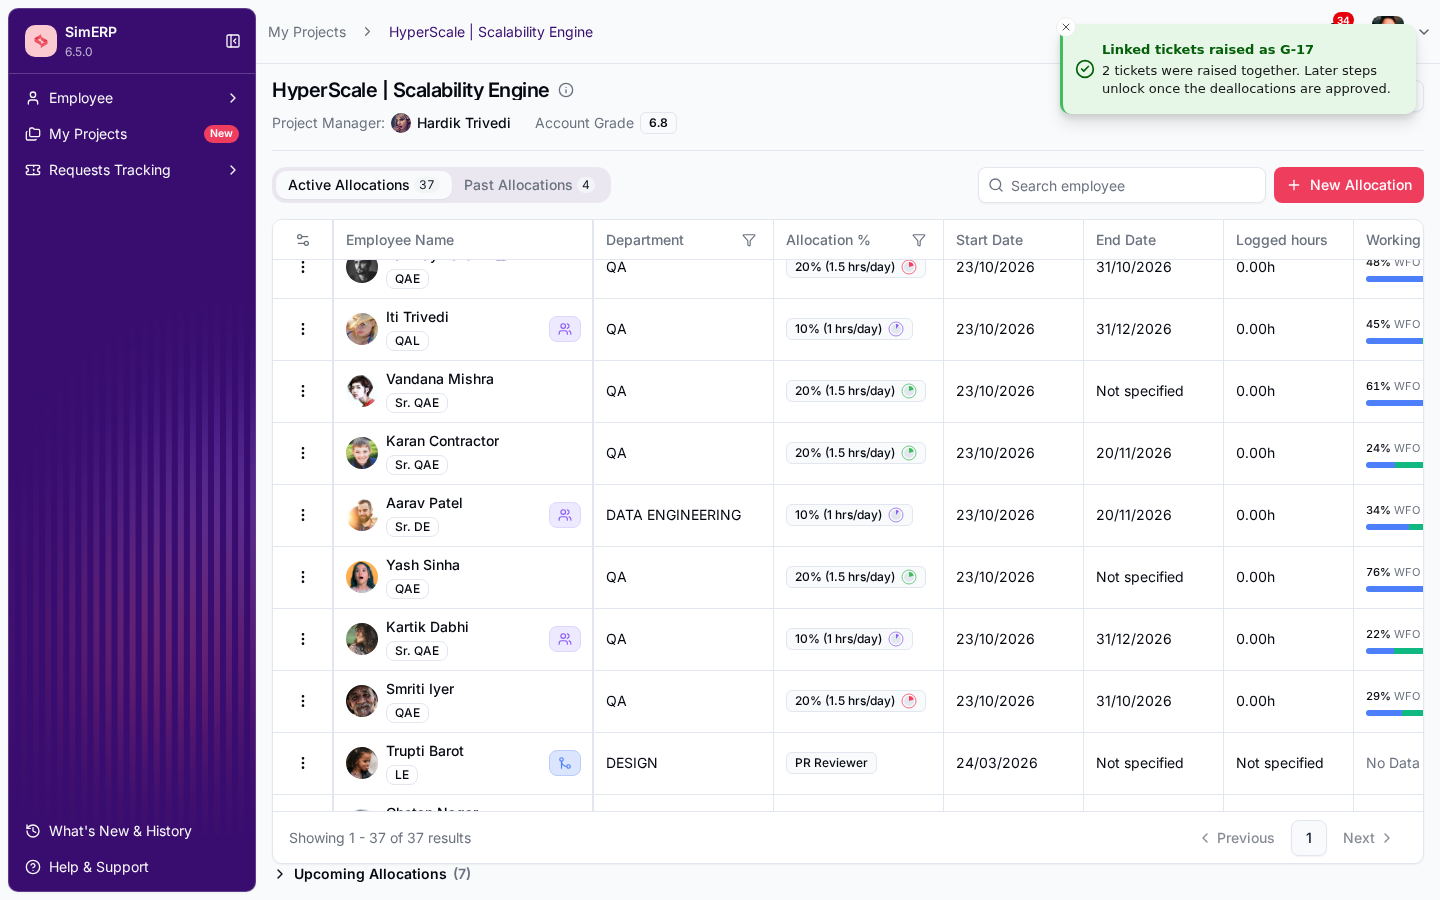 SimERP
6.5.0
Employee
My Projects
New
Requests Tracking
What's New & History
Help & Support
My Projects
HyperScale | Scalability Engine
34
Linked tickets raised as G-17
2 tickets were raised together. Later steps
unlock once the deallocations are approved.
HyperScale | Scalability Engine
Project Manager:
Hardik Trivedi
Account Grade
6.8
Active Allocations 37
Past Allocations 4
Search employee
New Allocation
Employee Name
Department
Allocation %
Start Date
End Date
Logged hours
Working
QAE
QA
20% (1.5 hrs/day)
23/10/2026
31/10/2026
0.00h
48% WFO
Iti Trivedi
QAL
QA
10% (1 hrs/day)
23/10/2026
31/12/2026
0.00h
45% WFO
Vandana Mishra
Sr. QAE
QA
20% (1.5 hrs/day)
23/10/2026
Not specified
0.00h
61% WFO
Karan Contractor
Sr. QAE
QA
20% (1.5 hrs/day)
23/10/2026
20/11/2026
0.00h
24% WFO
Aarav Patel
Sr. DE
DATA ENGINEERING
10% (1 hrs/day)
23/10/2026
20/11/2026
0.00h
34% WFO
Yash Sinha
QAE
QA
20% (1.5 hrs/day)
23/10/2026
Not specified
0.00h
76% WFO
Kartik Dabhi
Sr. QAE
QA
10% (1 hrs/day)
23/10/2026
31/12/2026
0.00h
22% WFO
Smriti Iyer
QAE
QA
20% (1.5 hrs/day)
23/10/2026
31/10/2026
0.00h
29% WFO
Trupti Barot
LE
DESIGN
PR Reviewer
24/03/2026
Not specified
Not specified
No Data
Showing 1 - 37 of 37 results
Previous
1
Next
Upcoming Allocations (7)